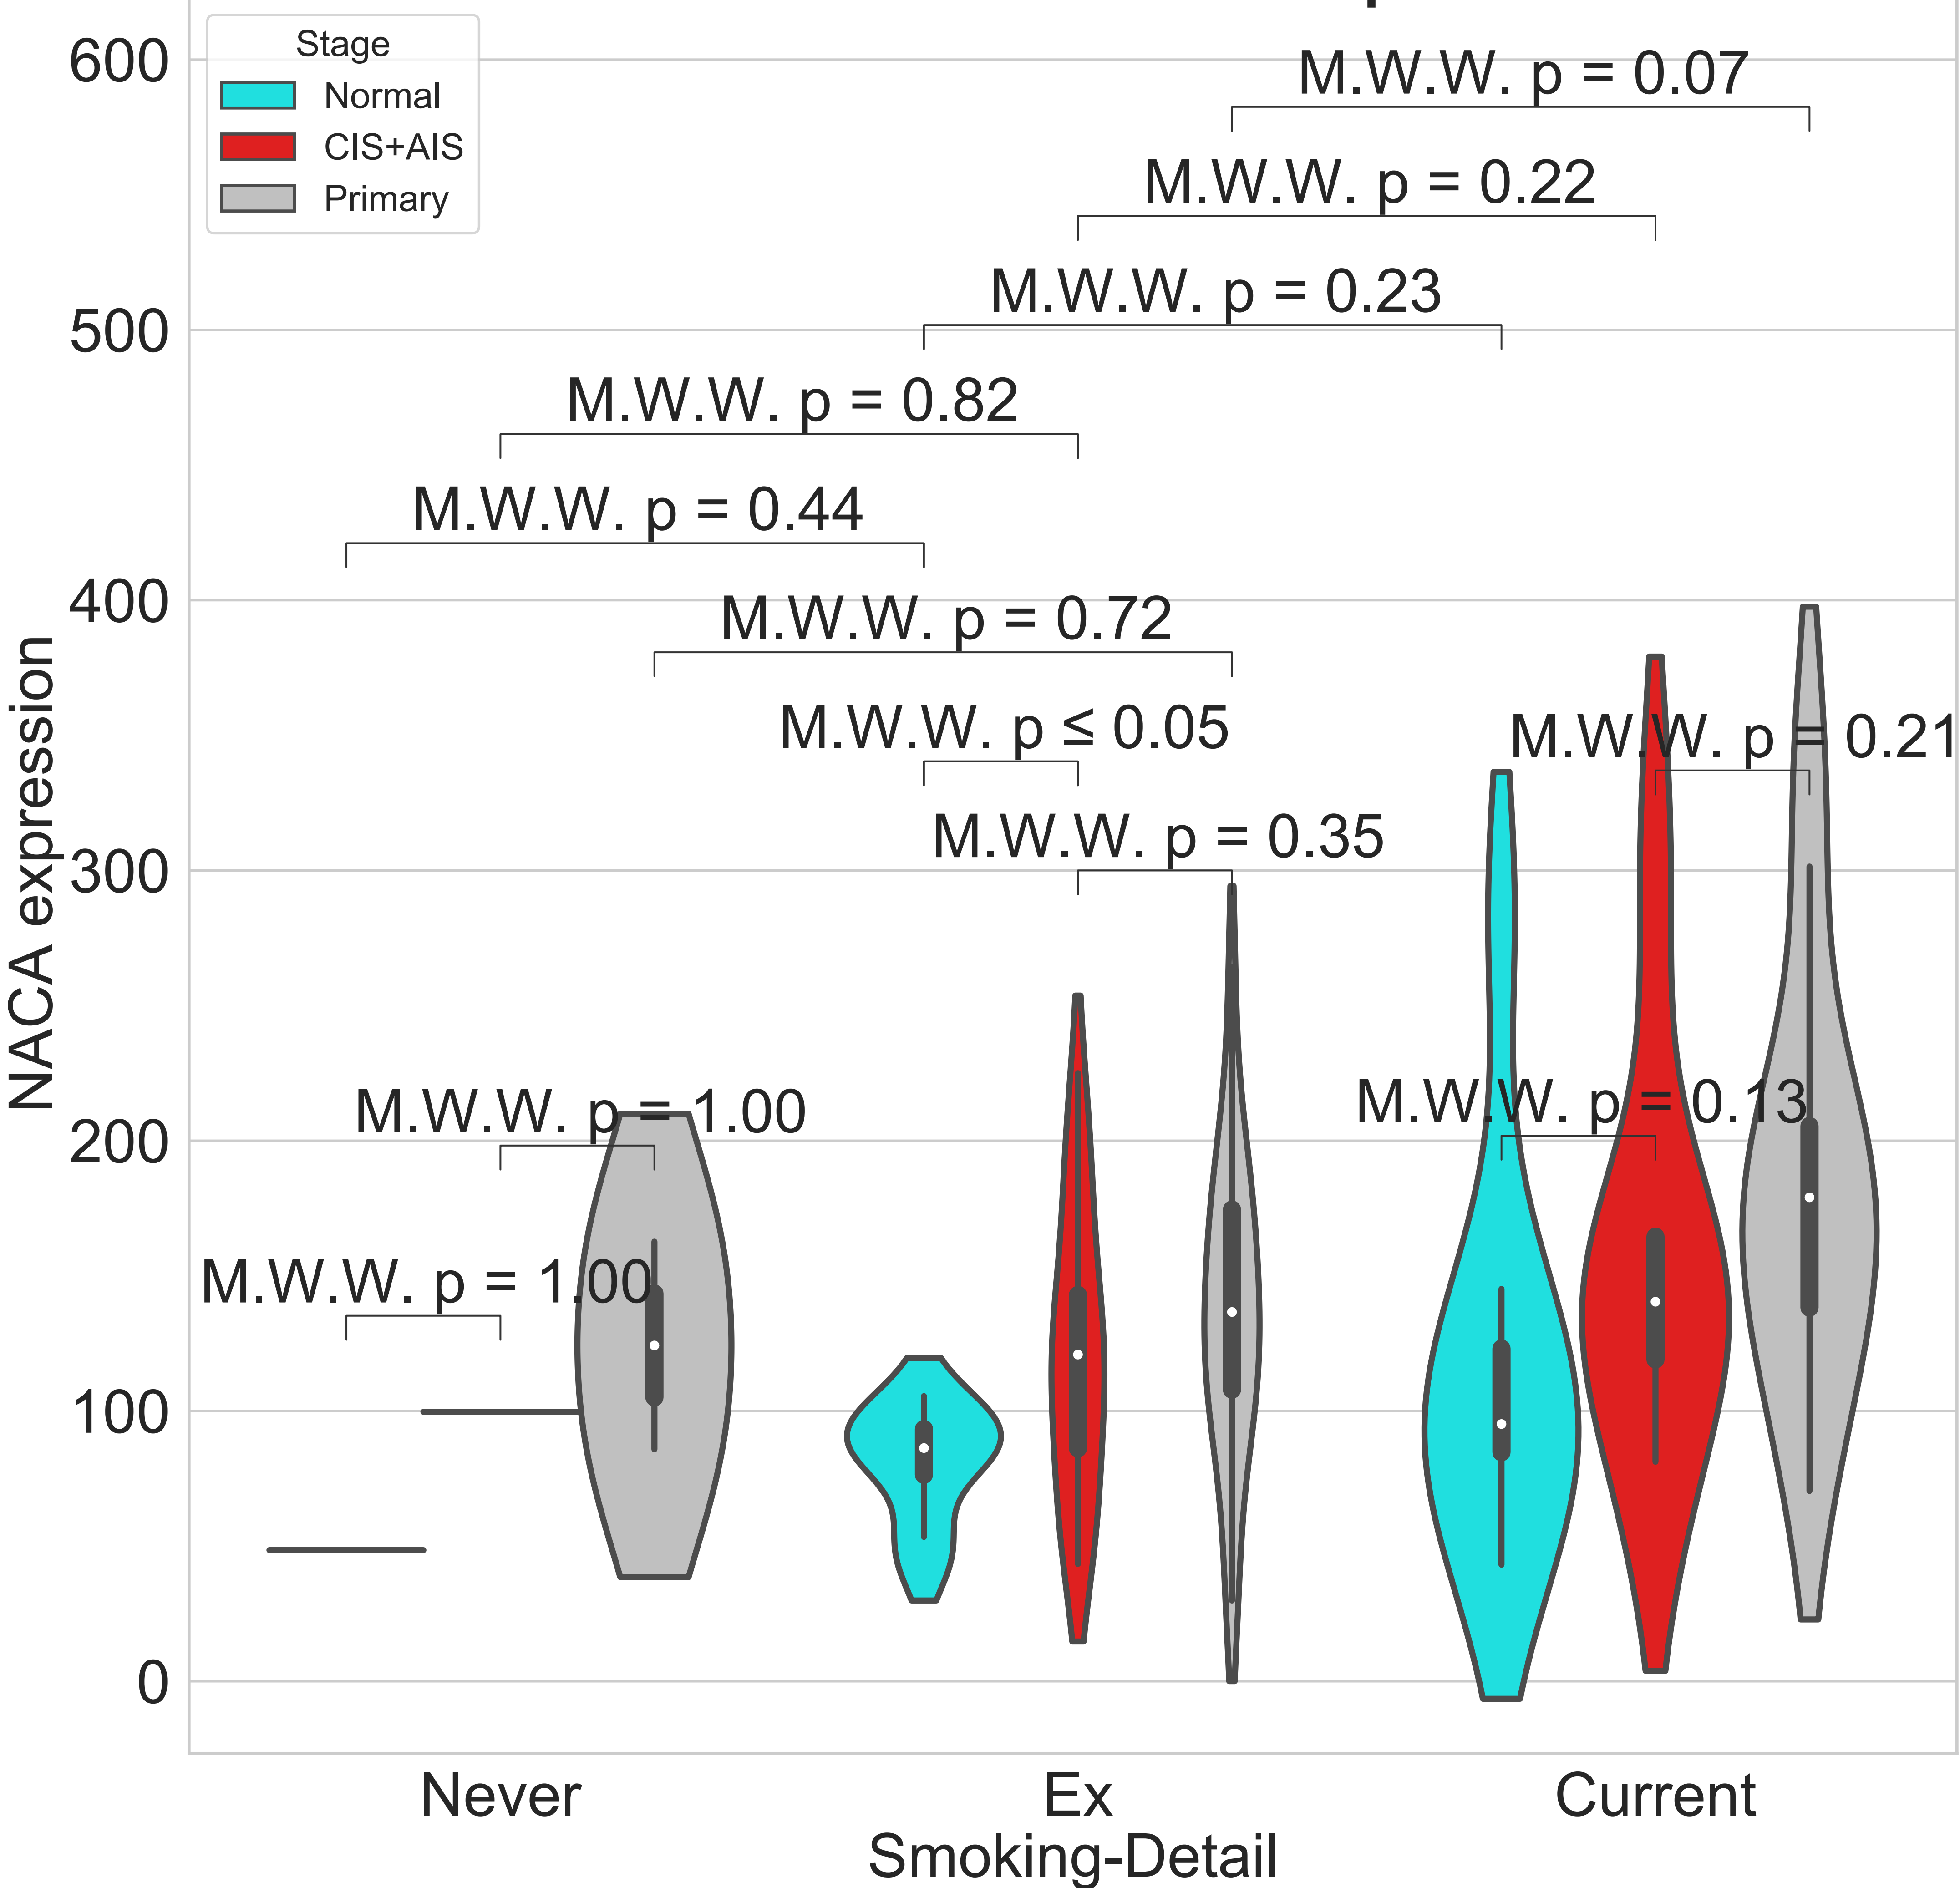 600
500
400
300
200
100
0
NACA expression
Stage
Normal
CIS+AIS
Primary
M.W.W. p = 0.07
M.W.W. p = 0.22
M.W.W. p = 0.23
M.W.W. p = 0.82
M.W.W. p = 0.44
M.W.W. p = 0.72
M.W.W. p ≤ 0.05
M.W.W. p = 0.21
M.W.W. p = 0.35
M.W.W. p = 1.00
M.W.W. p = 0.13
M.W.W. p = 1.00
Never
Ex
Current
Smoking-Detail